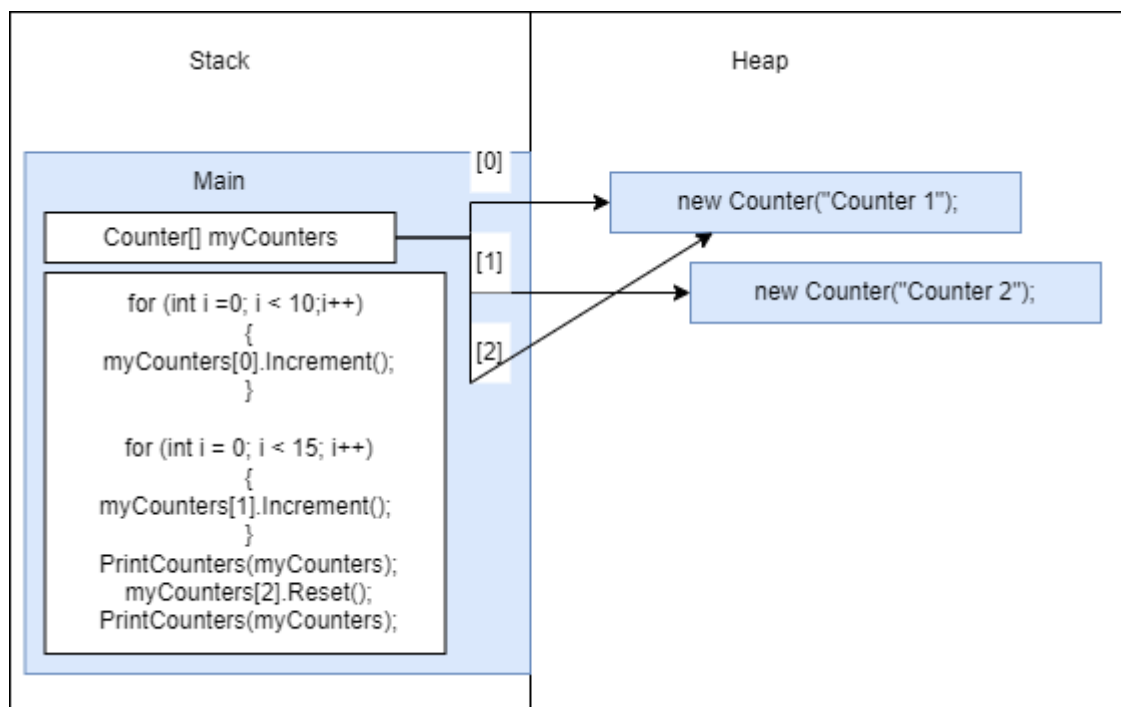 Stack
Heap
Main
[0]
new Counter("Counter 1");
Counter[] myCounters
[1]
new Counter("Counter 2");
[2]
for (int i =0; i < 10;i++)
{
myCounters[0].Increment();
}
for (int i = 0; i < 15; i++)
{
myCounters[1].Increment();
}
PrintCounters(myCounters);
myCounters[2].Reset();
PrintCounters(myCounters);